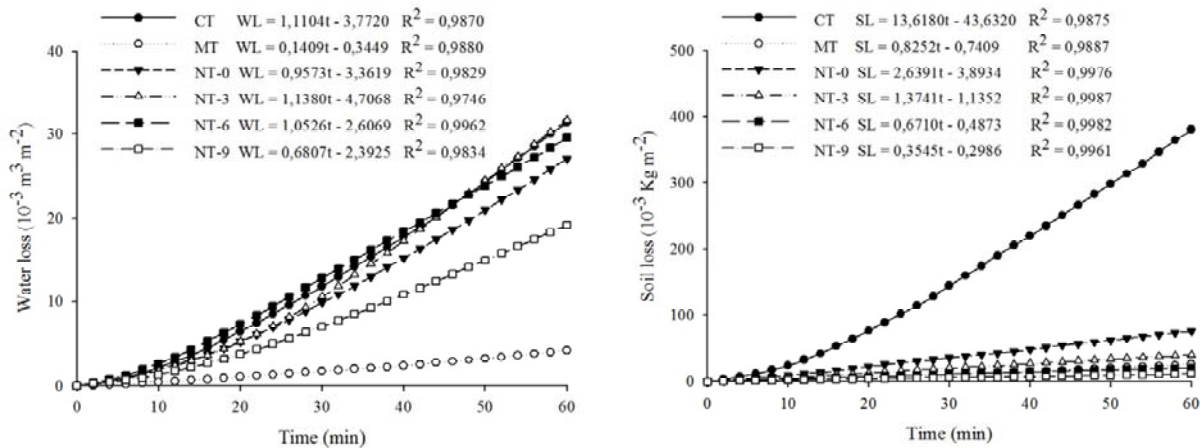 CT WL = 1,1104t - 3,7720 R² = 0,9870
MT WL = 0,1409t - 0,3449 R² = 0,9880
NT-0 WL = 0,9573t - 3,3619 R² = 0,9829
NT-3 WL = 1,1380t - 4,7068 R² = 0,9746
NT-6 WL = 1,0526t - 2,6069 R² = 0,9962
NT-9 WL = 0,6807t - 2,3925 R² = 0,9834
Water loss (10⁻³ m³ m⁻²)
40
30
20
10
0
0 10 20 30 40 50 60
Time (min)
CT SL = 13,6180t - 43,6320 R² = 0,9875
MT SL = 0,8252t - 0,7409 R² = 0,9887
NT-0 SL = 2,6391t - 3,8934 R² = 0,9976
NT-3 SL = 1,3741t - 1,1352 R² = 0,9987
NT-6 SL = 0,6710t - 0,4873 R² = 0,9982
NT-9 SL = 0,3545t - 0,2986 R² = 0,9961
Soil loss (10⁻³ Kg m⁻²)
500
400
300
200
100
0
0 10 20 30 40 50 60
Time (min)